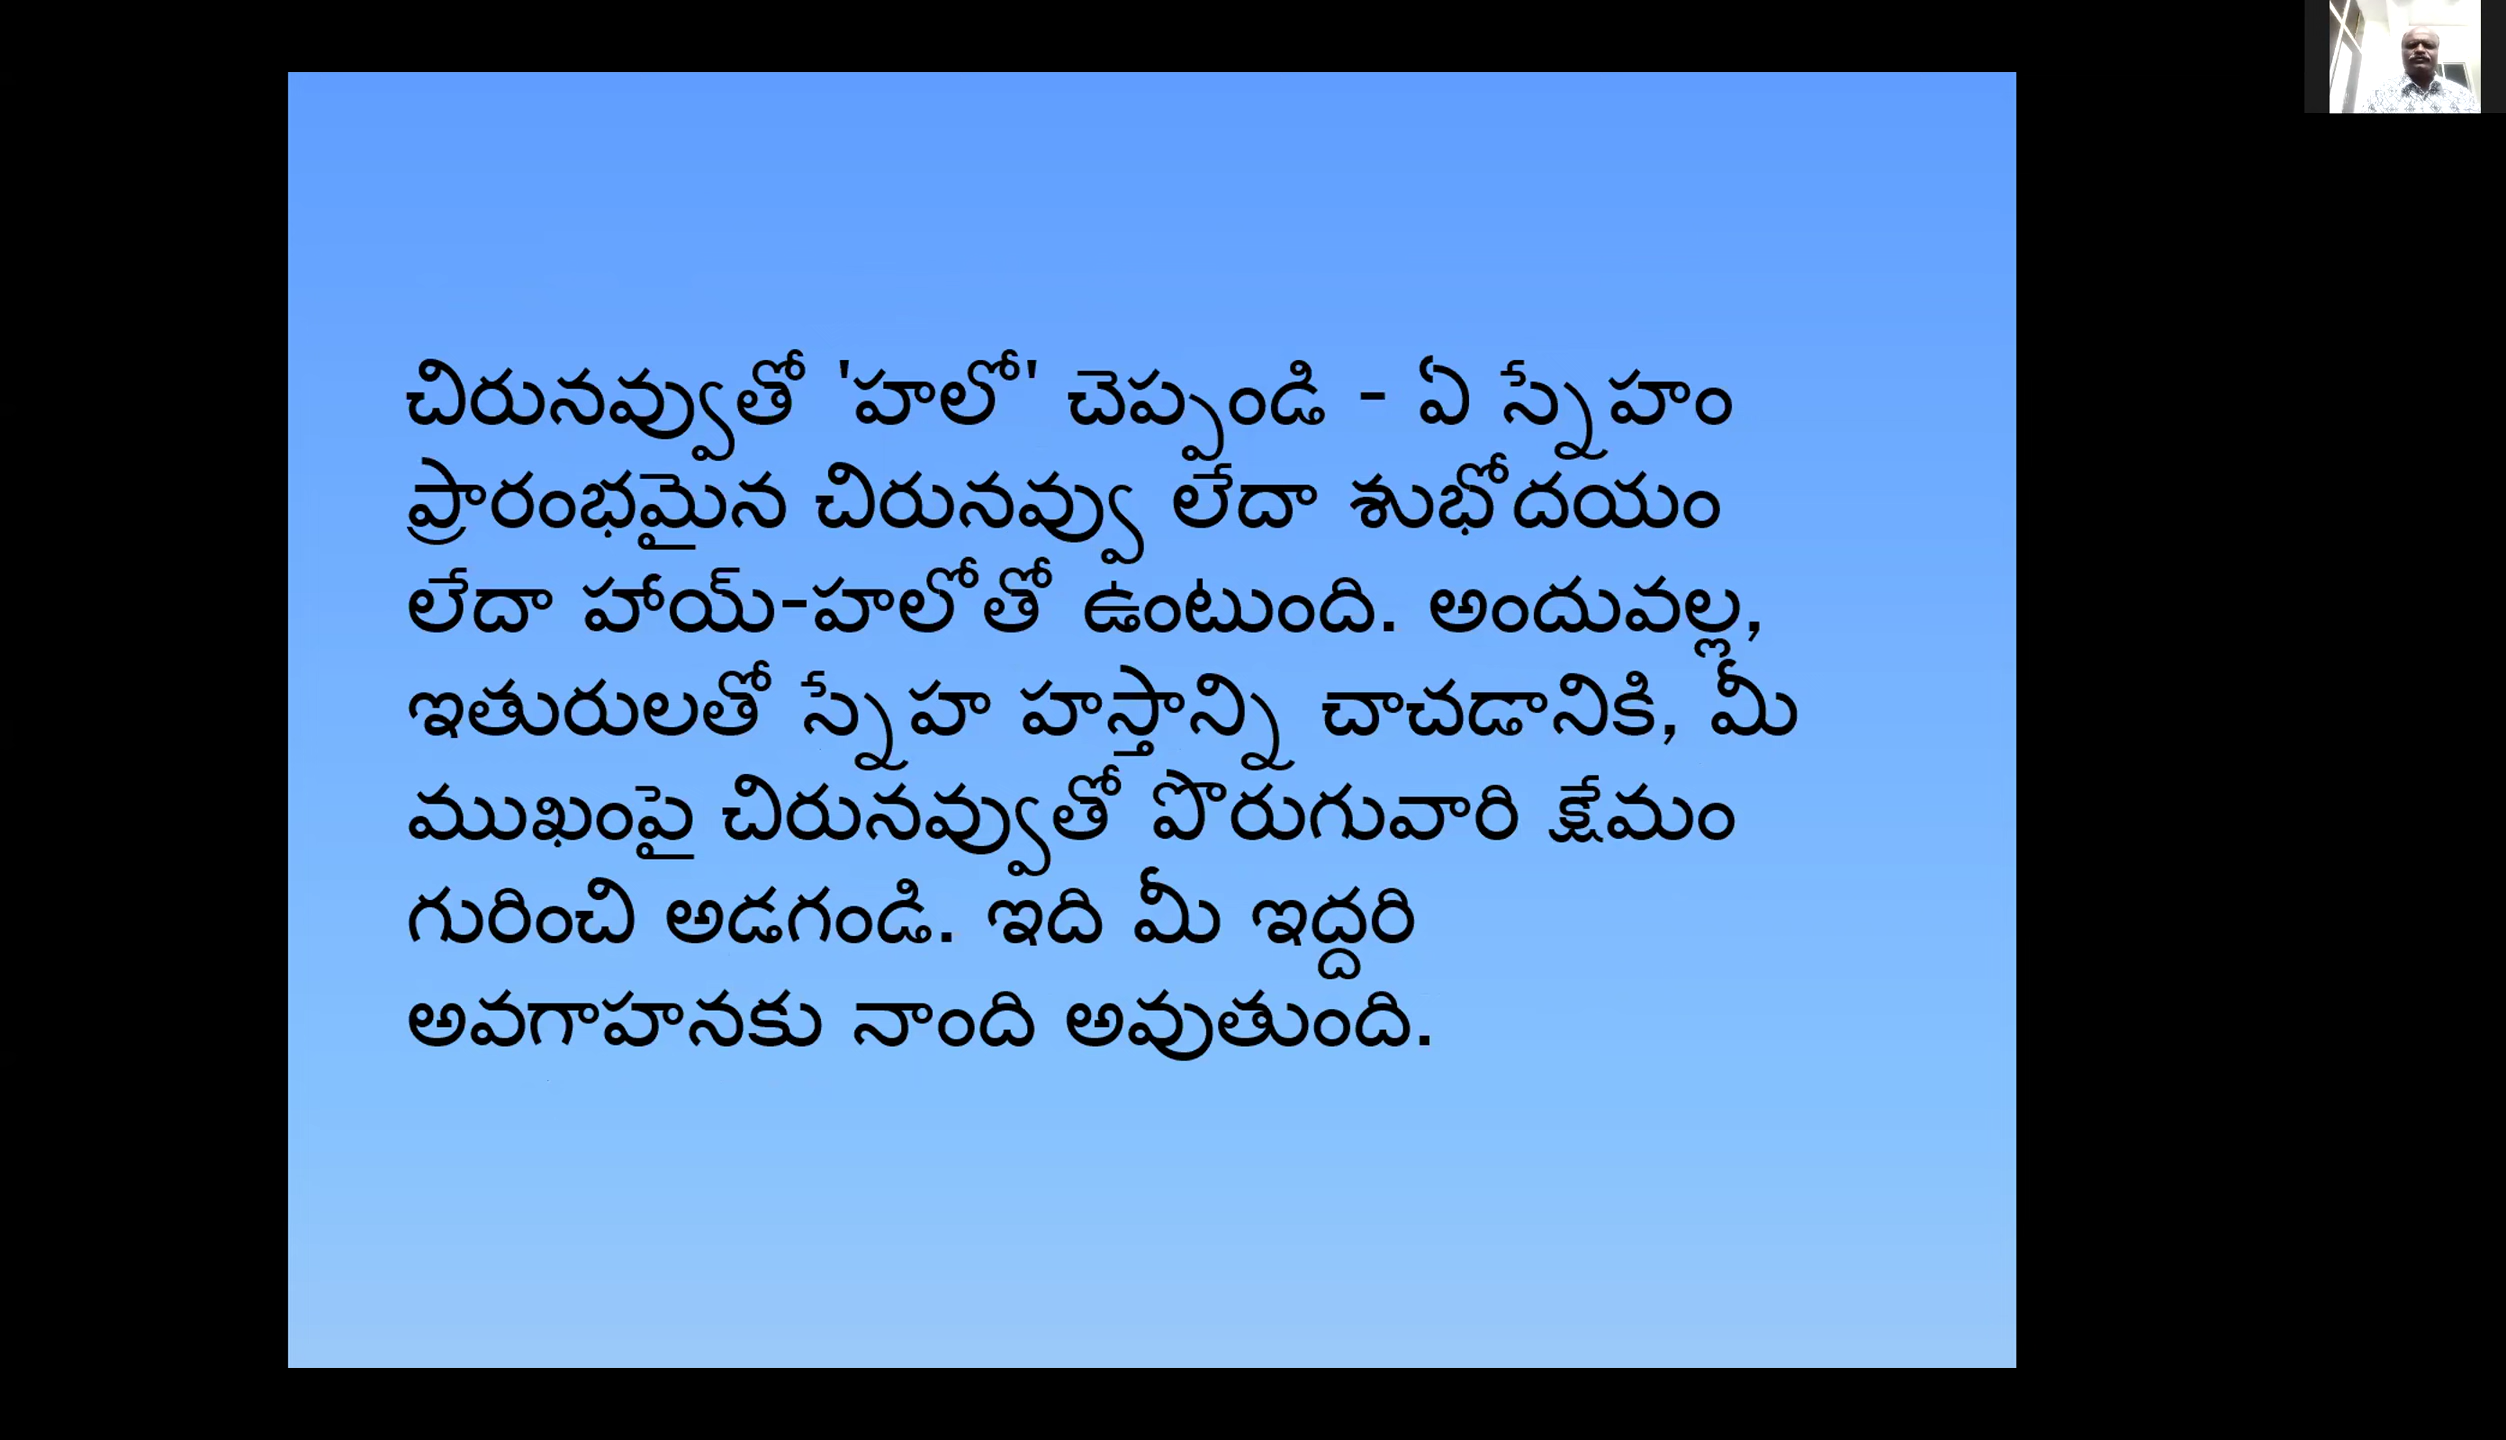 చిరునవ్వుతో 'హలో' చెప్పండి - ఏ స్నేహం
ప్రారంభమైన చిరునవ్వు లేదా శుభోదయం
లేదా హాయ్-హలోతో ఉంటుంది. అందువల్ల,
ఇతురులతో స్నేహ హస్తాన్ని చాచడానికి, మీ
ముఖంపై చిరునవ్వుతో పొరుగువారి క్షేమం
గురించి అడగండి. ఇది మీ ఇద్దరి
అవగాహనకు నాంది అవుతుంది.